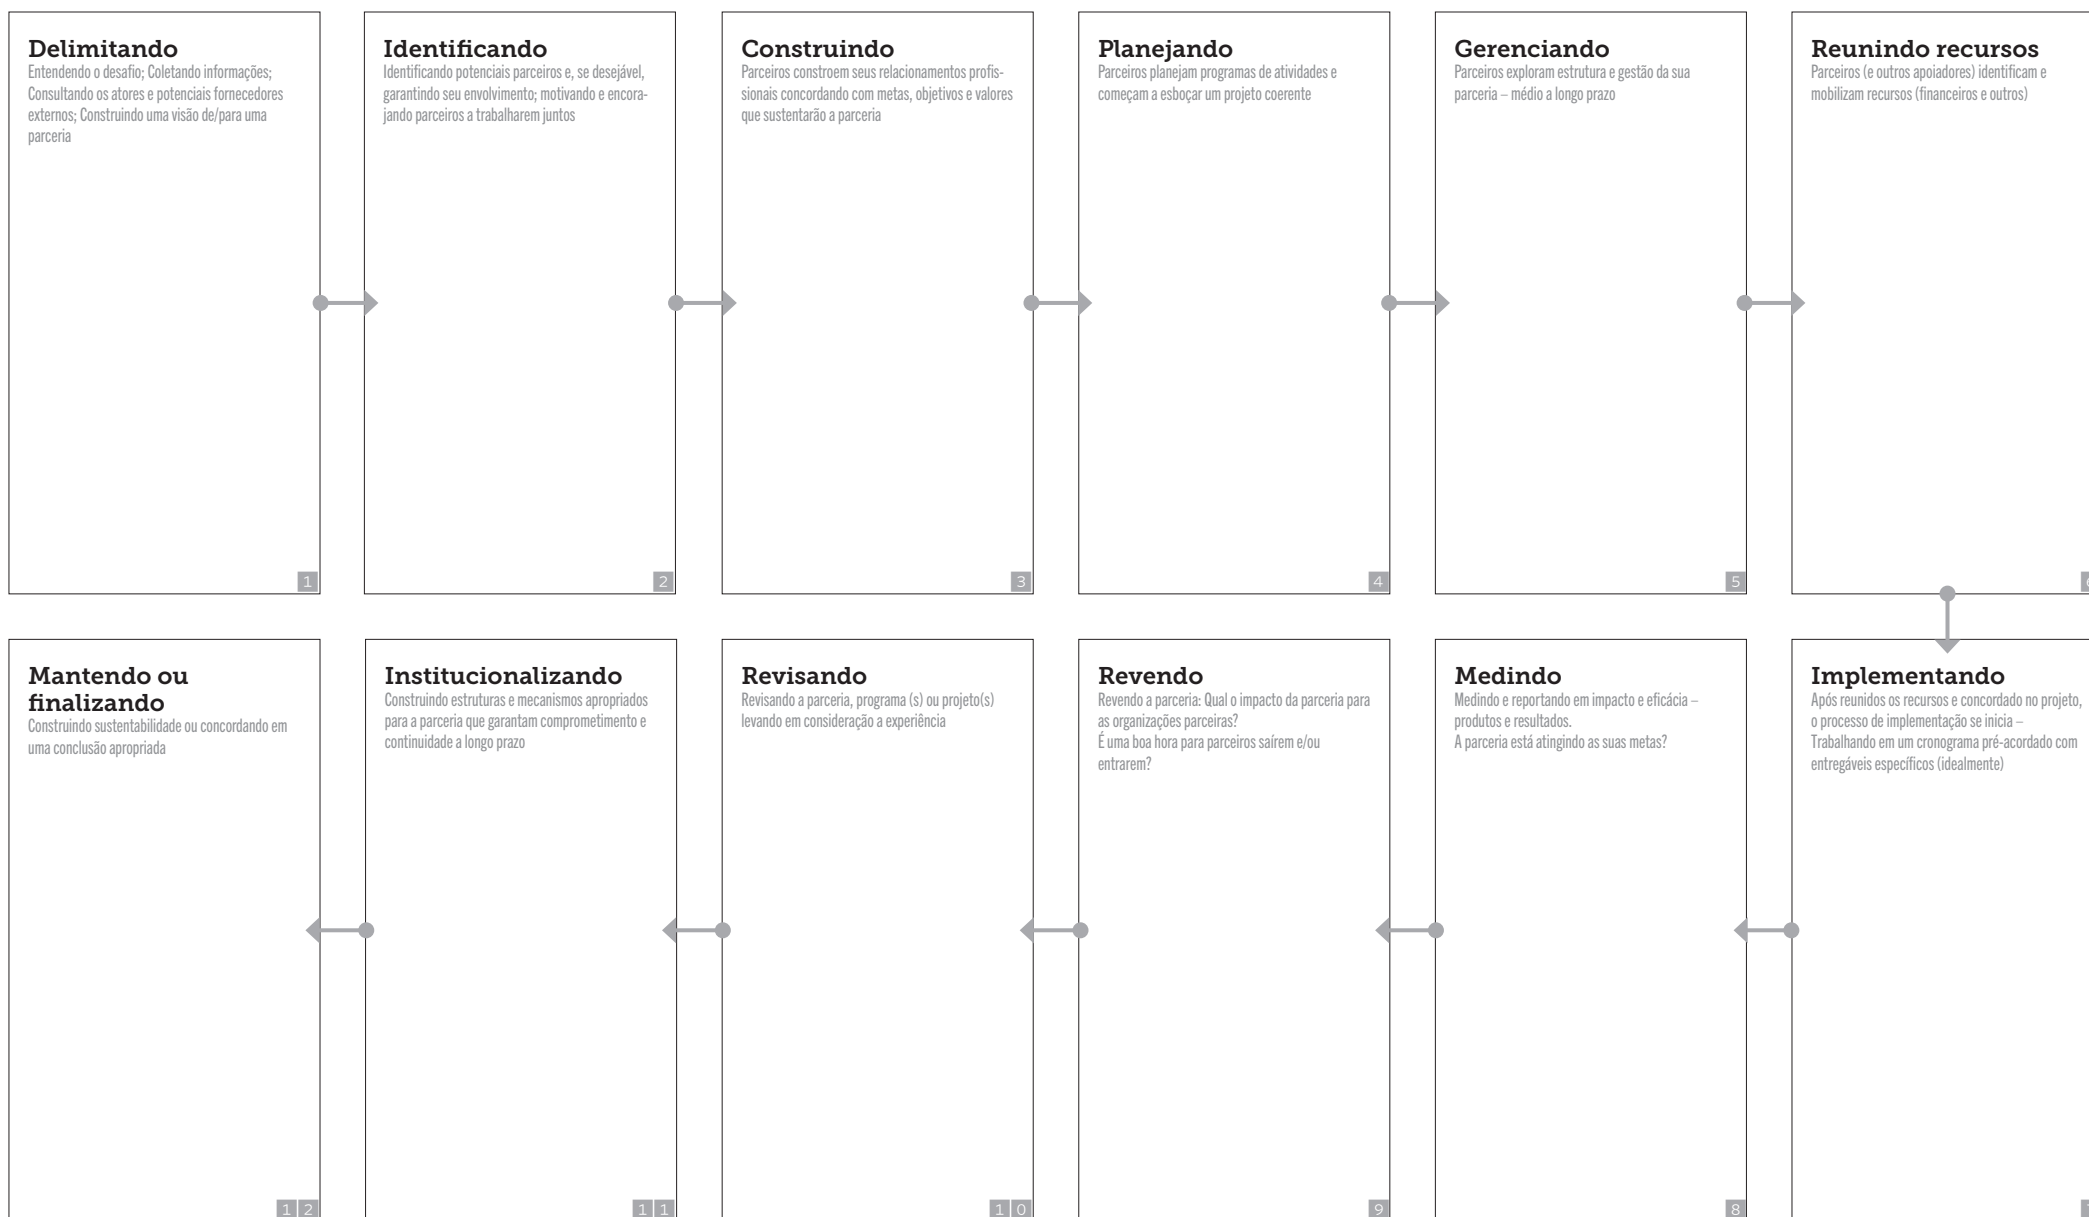 Delimitando
Entendendo o desafio; Coletando informações;
Consultando os atores e potenciais fornecedores
externos; Construindo uma visão de/para uma
parceria
1
Identificando
Identificando potenciais parceiros e, se desejável,
garantindo seu envolvimento; motivando e encora-
jando parceiros a trabalharem juntos
2
Construindo
Parceiros constroem seus relacionamentos profis-
sionais concordando com metas, objetivos e valores
que sustentarão a parceria
3
Planejando
Parceiros planejam programas de atividades e
começam a esboçar um projeto coerente
4
Gerenciando
Parceiros exploram estrutura e gestão da sua
parceria – médio a longo prazo
5
Reunindo recursos
Parceiros (e outros apoiadores) identificam e
mobilizam recursos (financeiros e outros)
Implementando
Após reunidos os recursos e concordado no projeto,
o processo de implementação se inicia –
Trabalhando em um cronograma pré-acordado com
entregáveis específicos (idealmente)
Medindo
Medindo e reportando em impacto e eficácia –
produtos e resultados.
A parceria está atingindo as suas metas?
8
Revendo
Revendo a parceria: Qual o impacto da parceria para
as organizações parceiras?
É uma boa hora para parceiros saírem e/ou
entrarem?
9
Revisando
Revisando a parceria, programa (s) ou projeto(s)
levando em consideração a experiência
10
Institucionalizando
Construindo estruturas e mecanismos apropriados
para a parceria que garantam comprometimento e
continuidade a longo prazo
11
Mantendo ou
finalizando
Construindo sustentabilidade ou concordando em
uma conclusão apropriada
12